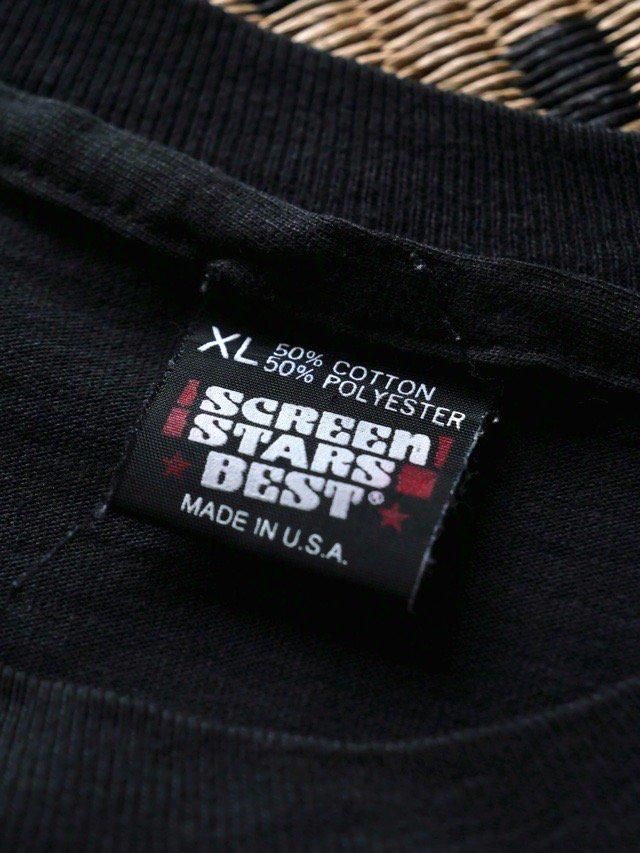 XL 50% COTTON
50% POLYESTER
SCREEN
STARS
BEST®
MADE IN U.S.A.